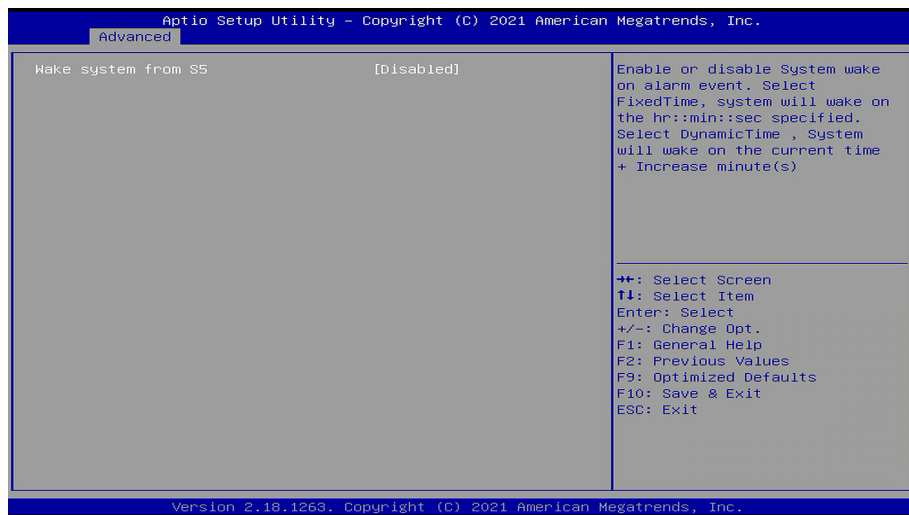 Aptio Setup Utility – Copyright (C) 2021 American Megatrends, Inc.
Advanced
Wake system from S5 [Disabled]
Enable or disable System wake
on alarm event. Select
FixedTime, system will wake on
the hr::min::sec specified.
Select DynamicTime , System
will wake on the current time
+ Increase minute(s)
→←: Select Screen
↑↓: Select Item
Enter: Select
+/-: Change Opt.
F1: General Help
F2: Previous Values
F9: Optimized Defaults
F10: Save & Exit
ESC: Exit
Version 2.18.1263. Copyright (C) 2021 American Megatrends, Inc.